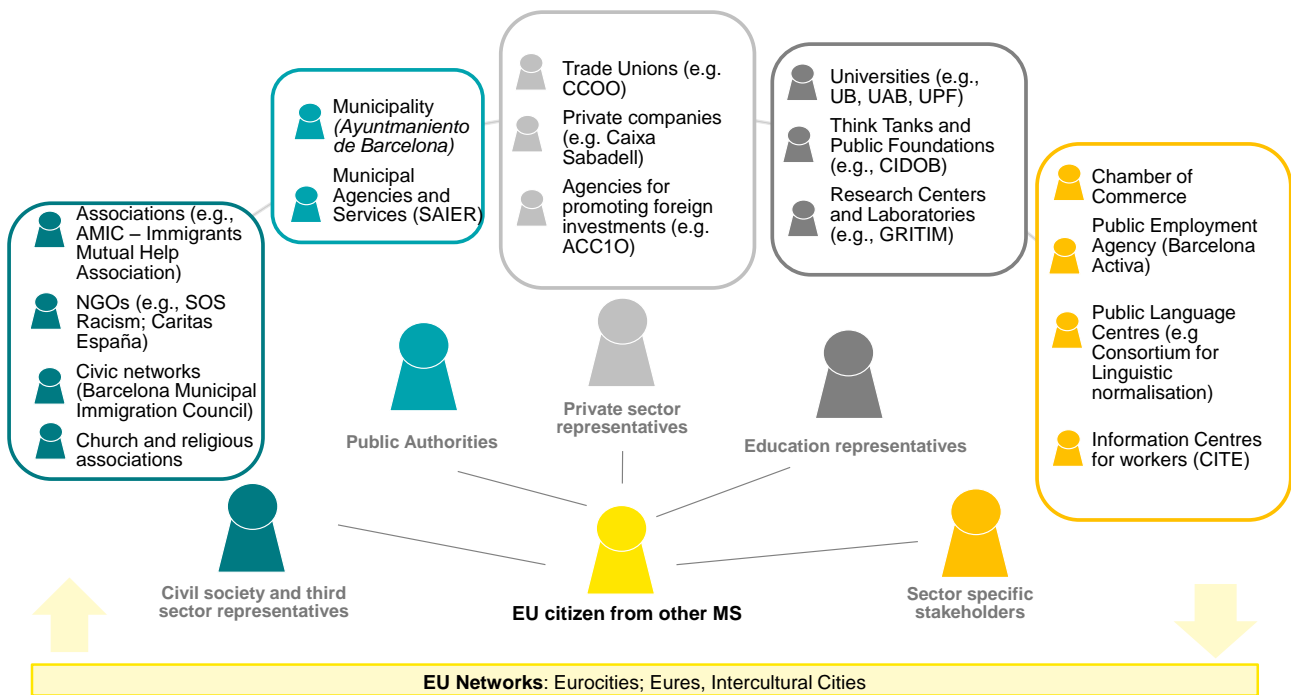 Associations (e.g.,
AMIC – Immigrants
Mutual Help
Association)
NGOs (e.g., SOS
Racism; Caritas
España)
Civic networks
(Barcelona Municipal
Immigration Council)
Church and religious
associations
Municipality
(Ayuntmaniento
de Barcelona)
Municipal
Agencies and
Services (SAIER)
Trade Unions (e.g.
CCOO)
Private companies
(e.g. Caixa
Sabadell)
Agencies for
promoting foreign
investments (e.g.
ACC1O)
Universities (e.g.,
UB, UAB, UPF)
Think Tanks and
Public Foundations
(e.g., CIDOB)
Research Centers
and Laboratories
(e.g., GRITIM)
Chamber of
Commerce
Public Employment
Agency (Barcelona
Activa)
Public Language
Centres (e.g
Consortium for
Linguistic
normalisation)
Information Centres
for workers (CITE)
Public Authorities
Private sector
representatives
Education representatives
Civil society and third
sector representatives
EU citizen from other MS
Sector specific
stakeholders
EU Networks: Eurocities; Eures, Intercultural Cities